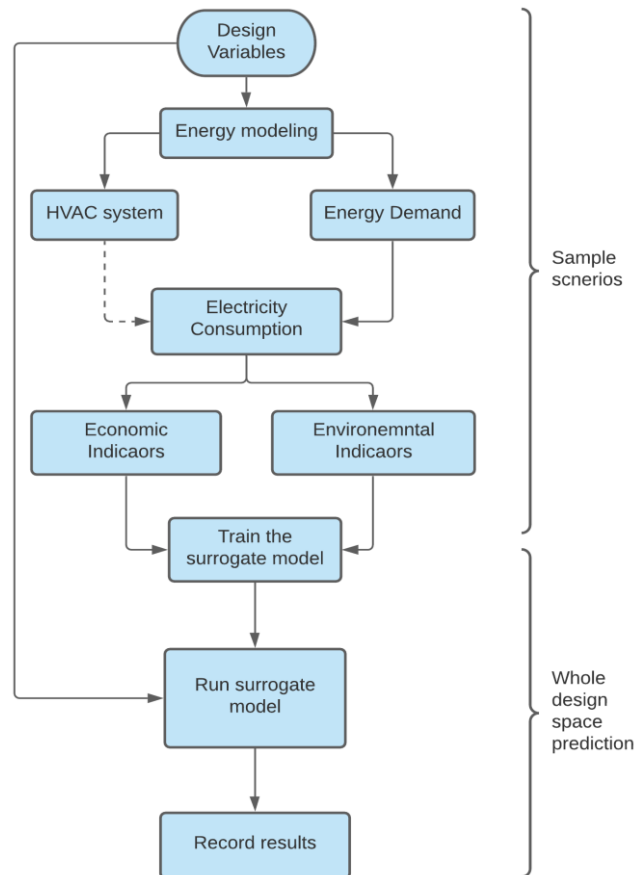 Design
Variables
Energy modeling
HVAC system
Energy Demand
Electricity
Consumption
Economic
Indicaors
Environemntal
Indicaors
Train the
surrogate model
Run surrogate
model
Record results
Sample
scnerios
Whole
design
space
prediction